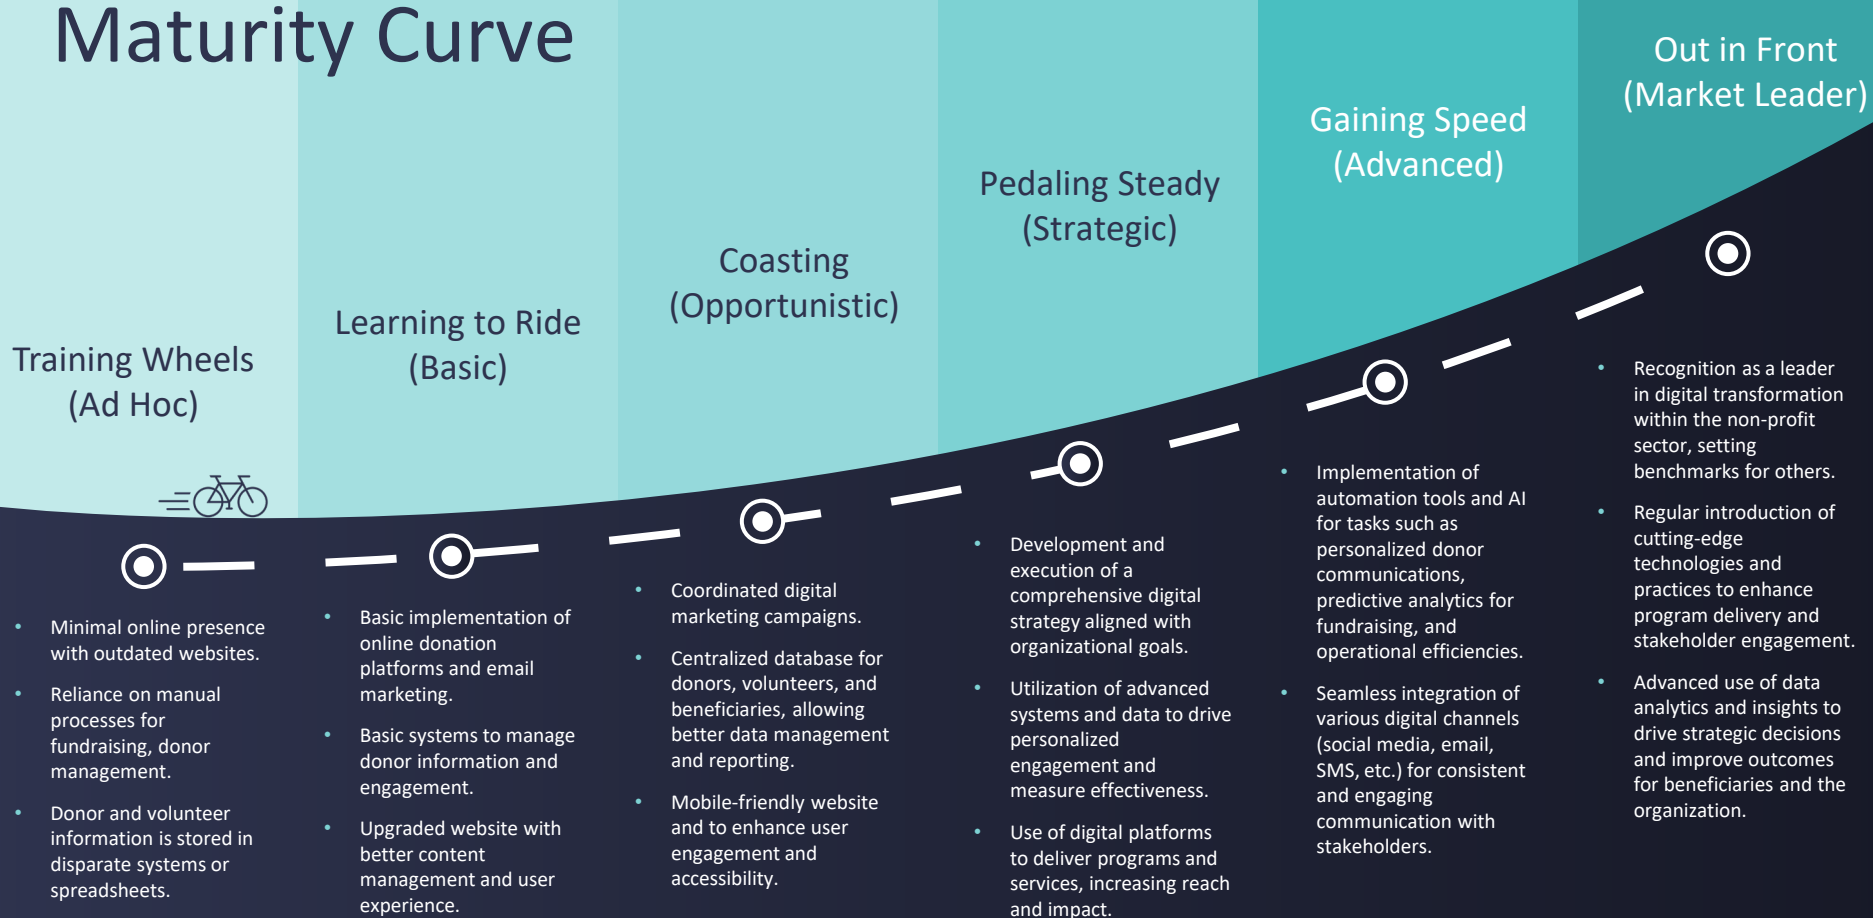 Maturity Curve
Training Wheels
(Ad Hoc)
• Minimal online presence
with outdated websites.
• Reliance on manual
processes for
fundraising, donor
management.
• Donor and volunteer
information is stored in
disparate systems or
spreadsheets.
Learning to Ride
(Basic)
• Basic implementation of
online donation
platforms and email
marketing.
• Basic systems to manage
donor information and
engagement.
• Upgraded website with
better content
management and user
experience.
Coasting
(Opportunistic)
• Coordinated digital
marketing campaigns.
• Centralized database for
donors, volunteers, and
beneficiaries, allowing
better data management
and reporting.
• Mobile-friendly website
and to enhance user
engagement and
accessibility.
Pedaling Steady
(Strategic)
• Development and
execution of a
comprehensive digital
strategy aligned with
organizational goals.
• Utilization of advanced
systems and data to drive
personalized
engagement and
measure effectiveness.
• Use of digital platforms
to deliver programs and
services, increasing reach
and impact.
Gaining Speed
(Advanced)
• Implementation of
automation tools and AI
for tasks such as
personalized donor
communications,
predictive analytics for
fundraising, and
operational efficiencies.
• Seamless integration of
various digital channels
(social media, email,
SMS, etc.) for consistent
and engaging
communication with
stakeholders.
Out in Front
(Market Leader)
• Recognition as a leader
in digital transformation
within the non-profit
sector, setting
benchmarks for others.
• Regular introduction of
cutting-edge
technologies and
practices to enhance
program delivery and
stakeholder engagement.
• Advanced use of data
analytics and insights to
drive strategic decisions
and improve outcomes
for beneficiaries and the
organization.